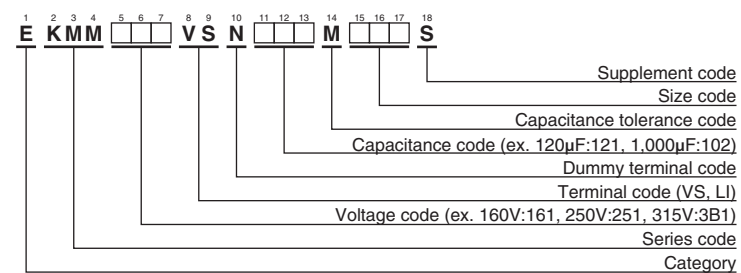 1 2 3 4 5 6 7 8 9 10 11 12 13 14 15 16 17 18
E KMM □□□ VS N □□□ M □□□ S
Supplement code
Size code
Capacitance tolerance code
Capacitance code (ex. 120µF:121, 1,000µF:102)
Dummy terminal code
Terminal code (VS, LI)
Voltage code (ex. 160V:161, 250V:251, 315V:3B1)
Series code
Category